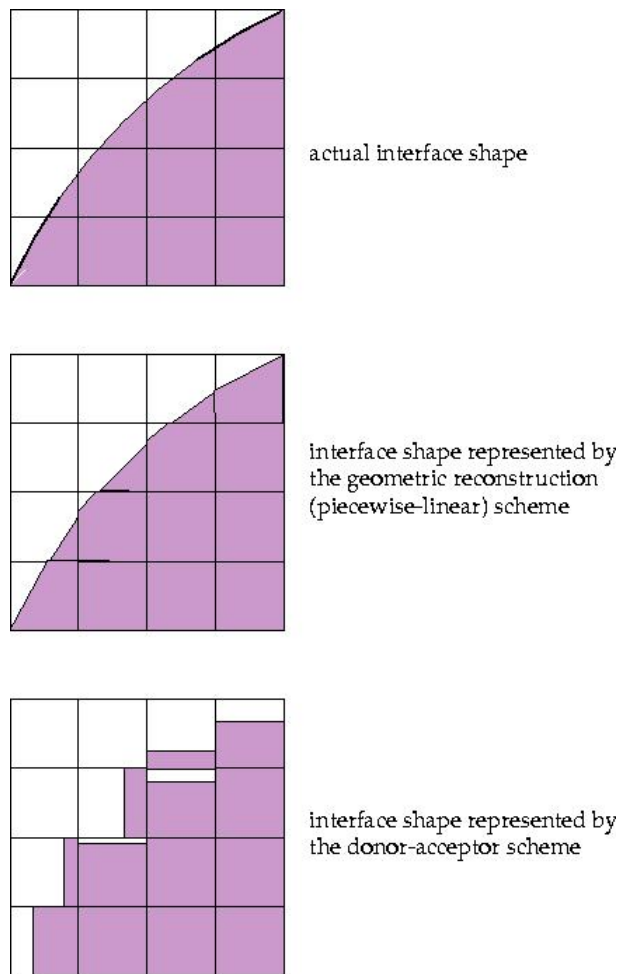 actual interface shape
interface shape represented by
the geometric reconstruction
(piecewise-linear) scheme
interface shape represented by
the donor-acceptor scheme